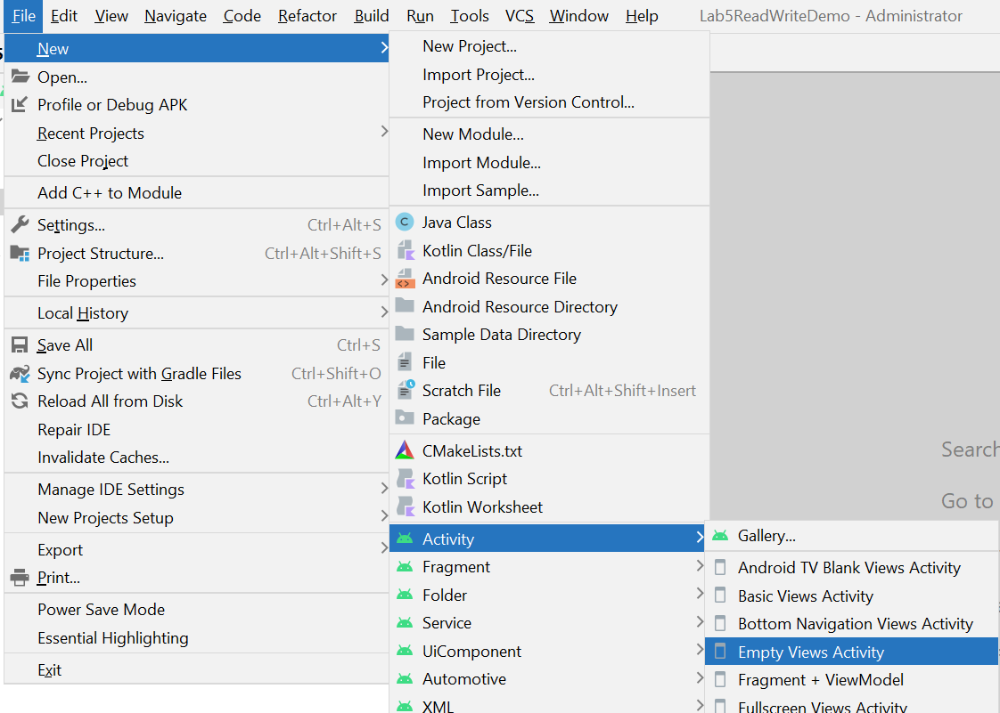 File Edit View Navigate Code Refactor Build Run Tools VCS Window Help Lab5ReadWriteDemo - Administrator
New
Open...
Profile or Debug APK
Recent Projects
Close Project
Add C++ to Module
Settings... Ctrl+Alt+S
Project Structure... Ctrl+Alt+Shift+S
File Properties
Local History
Save All Ctrl+S
Sync Project with Gradle Files Ctrl+Shift+O
Reload All from Disk Ctrl+Alt+Y
Repair IDE
Invalidate Caches...
Manage IDE Settings
New Projects Setup
Export
Print...
Power Save Mode
Essential Highlighting
Exit
New Project...
Import Project...
Project from Version Control...
New Module...
Import Module...
Import Sample...
Java Class
Kotlin Class/File
Android Resource File
Android Resource Directory
Sample Data Directory
File
Scratch File Ctrl+Alt+Shift+Insert
Package
CMakeLists.txt
Kotlin Script
Kotlin Worksheet
Activity
Fragment
Folder
Service
UiComponent
Automotive
XML
Gallery...
Android TV Blank Views Activity
Basic Views Activity
Bottom Navigation Views Activity
Empty Views Activity
Fragment + ViewModel
Fullscreen Views Activity
Search
Go to